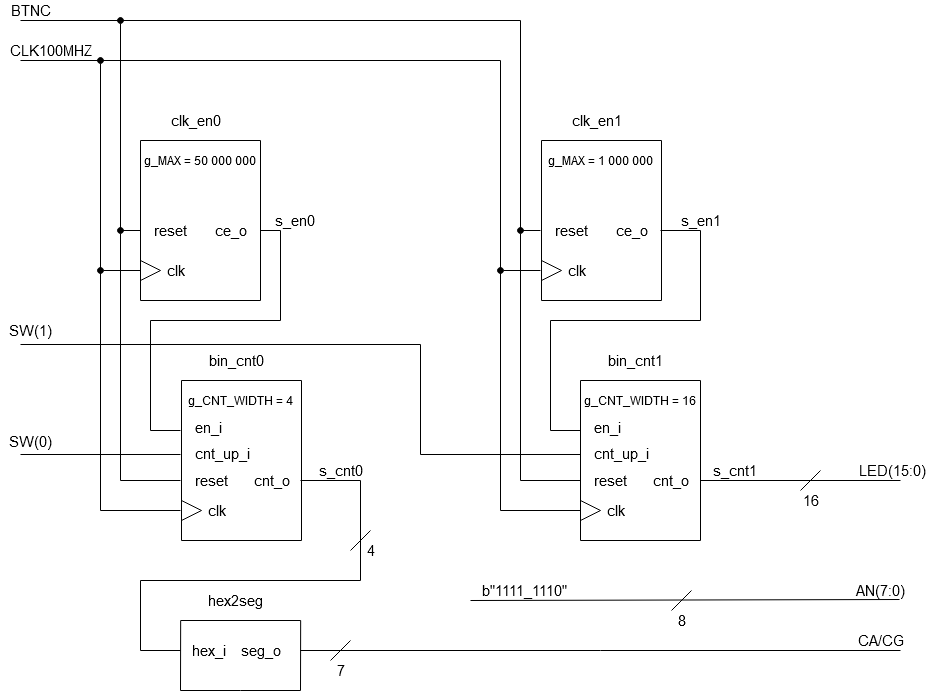 BTNC
CLK100MHZ
clk_en0
clk_en1
g_MAX = 50 000 000
g_MAX = 1 000 000
s_en0
s_en1
reset ce_o
reset ce_o
clk
clk
SW(1)
bin_cnt0
bin_cnt1
g_CNT_WIDTH = 4
g_CNT_WIDTH = 16
en_i
en_i
SW(0)
cnt_up_i
cnt_up_i
s_cnt0
s_cnt1
LED(15:0)
reset cnt_o
reset cnt_o
16
clk
clk
4
b"1111_1110"
AN(7:0)
hex2seg
8
CA/CG
hex_i seg_o
7